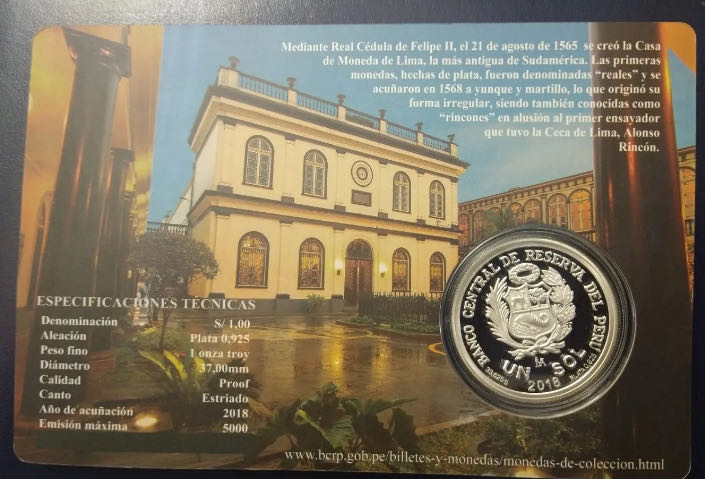 Mediante Real Cédula de Felipe II, el 21 de agosto de 1565 se creó la Casa
de Moneda de Lima, la más antigua de Sudamérica. Las primeras
monedas, hechas de plata, fueron denominadas “reales” y se
acuñaron en 1568 a yunque y martillo, lo que originó su
forma irregular, siendo también conocidas como
“rincones” en alusión al primer ensayador
que tuvo la Ceca de Lima, Alonso
Rincón.
ESPECIFICACIONES TÉCNICAS
Denominación S/ 1,00
Aleación Plata 0,925
Peso fino 1 onza troy
Diámetro 37,00mm
Calidad Proof
Canto Estriado
Año de acuñación 2018
Emisión máxima 5000
BANCO CENTRAL DE RESERVA DEL PERÚ
UN SOL
2018
www.bcrp.gob.pe/billetes-y-monedas/monedas-de-coleccion.html